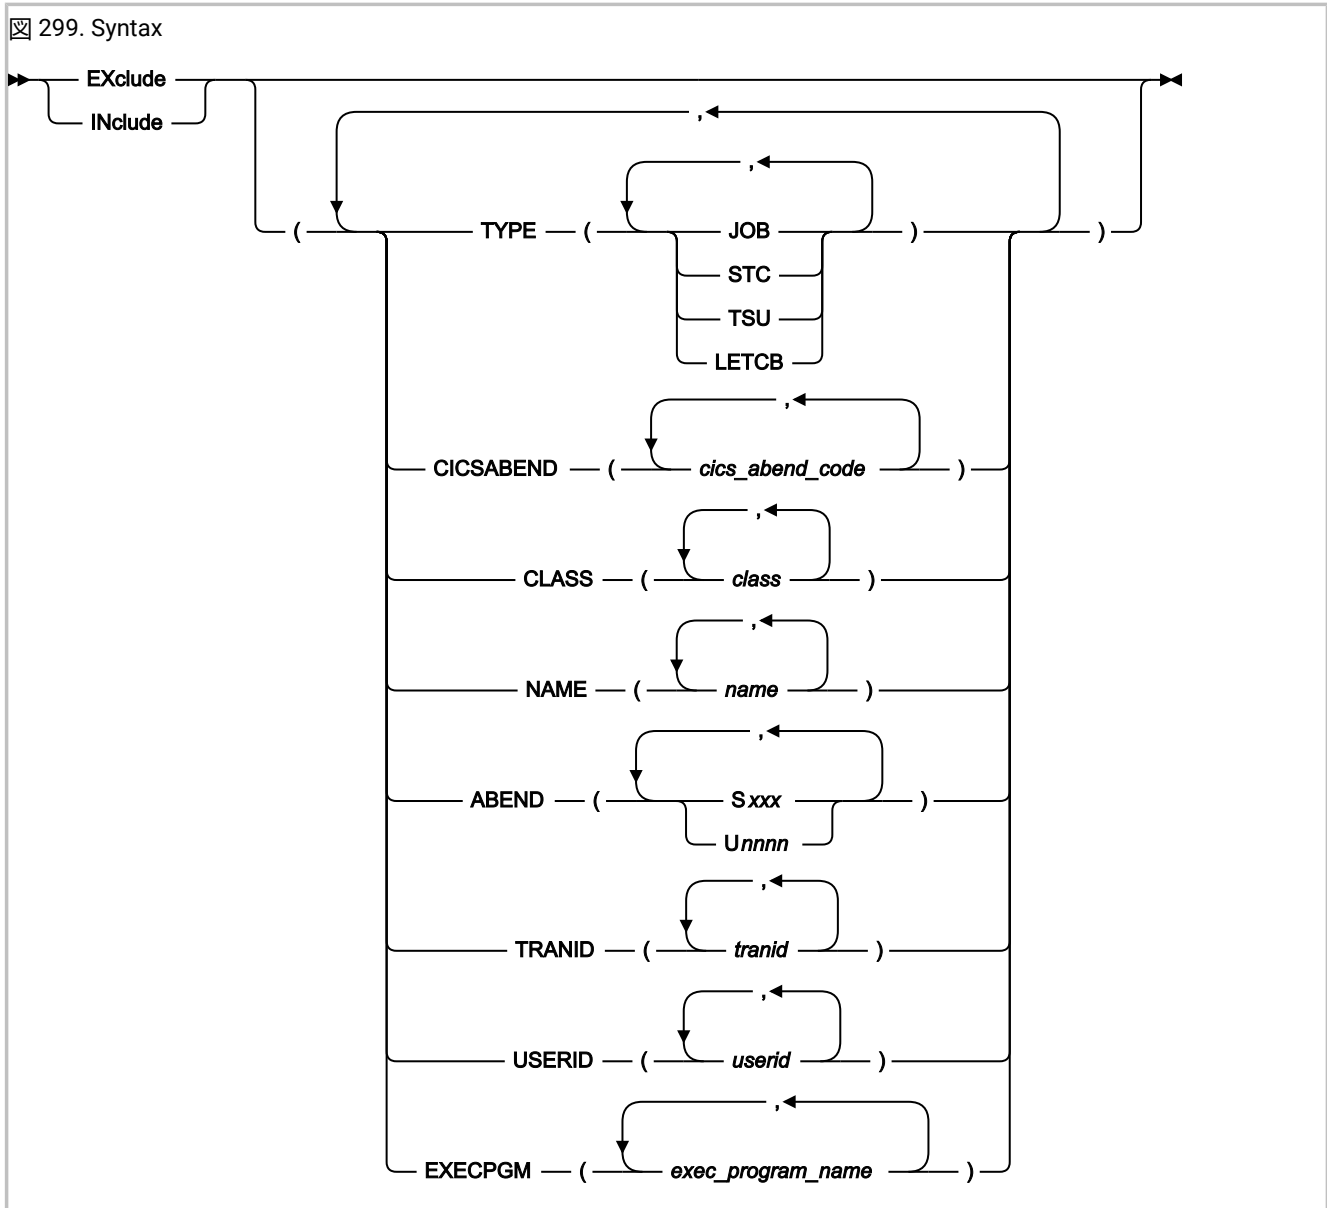 図 299. Syntax
EXclude
INclude
,
,
( TYPE ( JOB ) )
STC
TSU
LETCB
,
CICSABEND ( cics_abend_code )
,
CLASS ( class )
,
NAME ( name )
,
ABEND ( Sxxx )
Unnnn
,
TRANID ( tranid )
,
USERID ( userid )
,
EXECPGM ( exec_program_name )